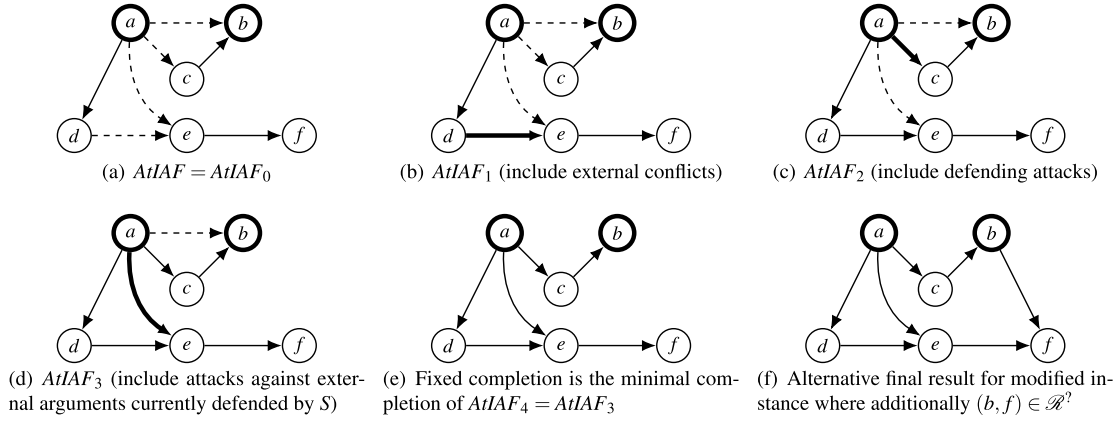 a
b
c
d
e
f
(a) AtIAF = AtIAF₀
a
b
c
d
e
f
(b) AtIAF₁ (include external conflicts)
a
b
c
d
e
f
(c) AtIAF₂ (include defending attacks)
a
b
c
d
e
f
(d) AtIAF₃ (include attacks against exter-
nal arguments currently defended by S)
a
b
c
d
e
f
(e) Fixed completion is the minimal com-
pletion of AtIAF₄ = AtIAF₃
a
b
c
d
e
f
(f) Alternative final result for modified in-
stance where additionally (b, f) ∈ ℛ^?